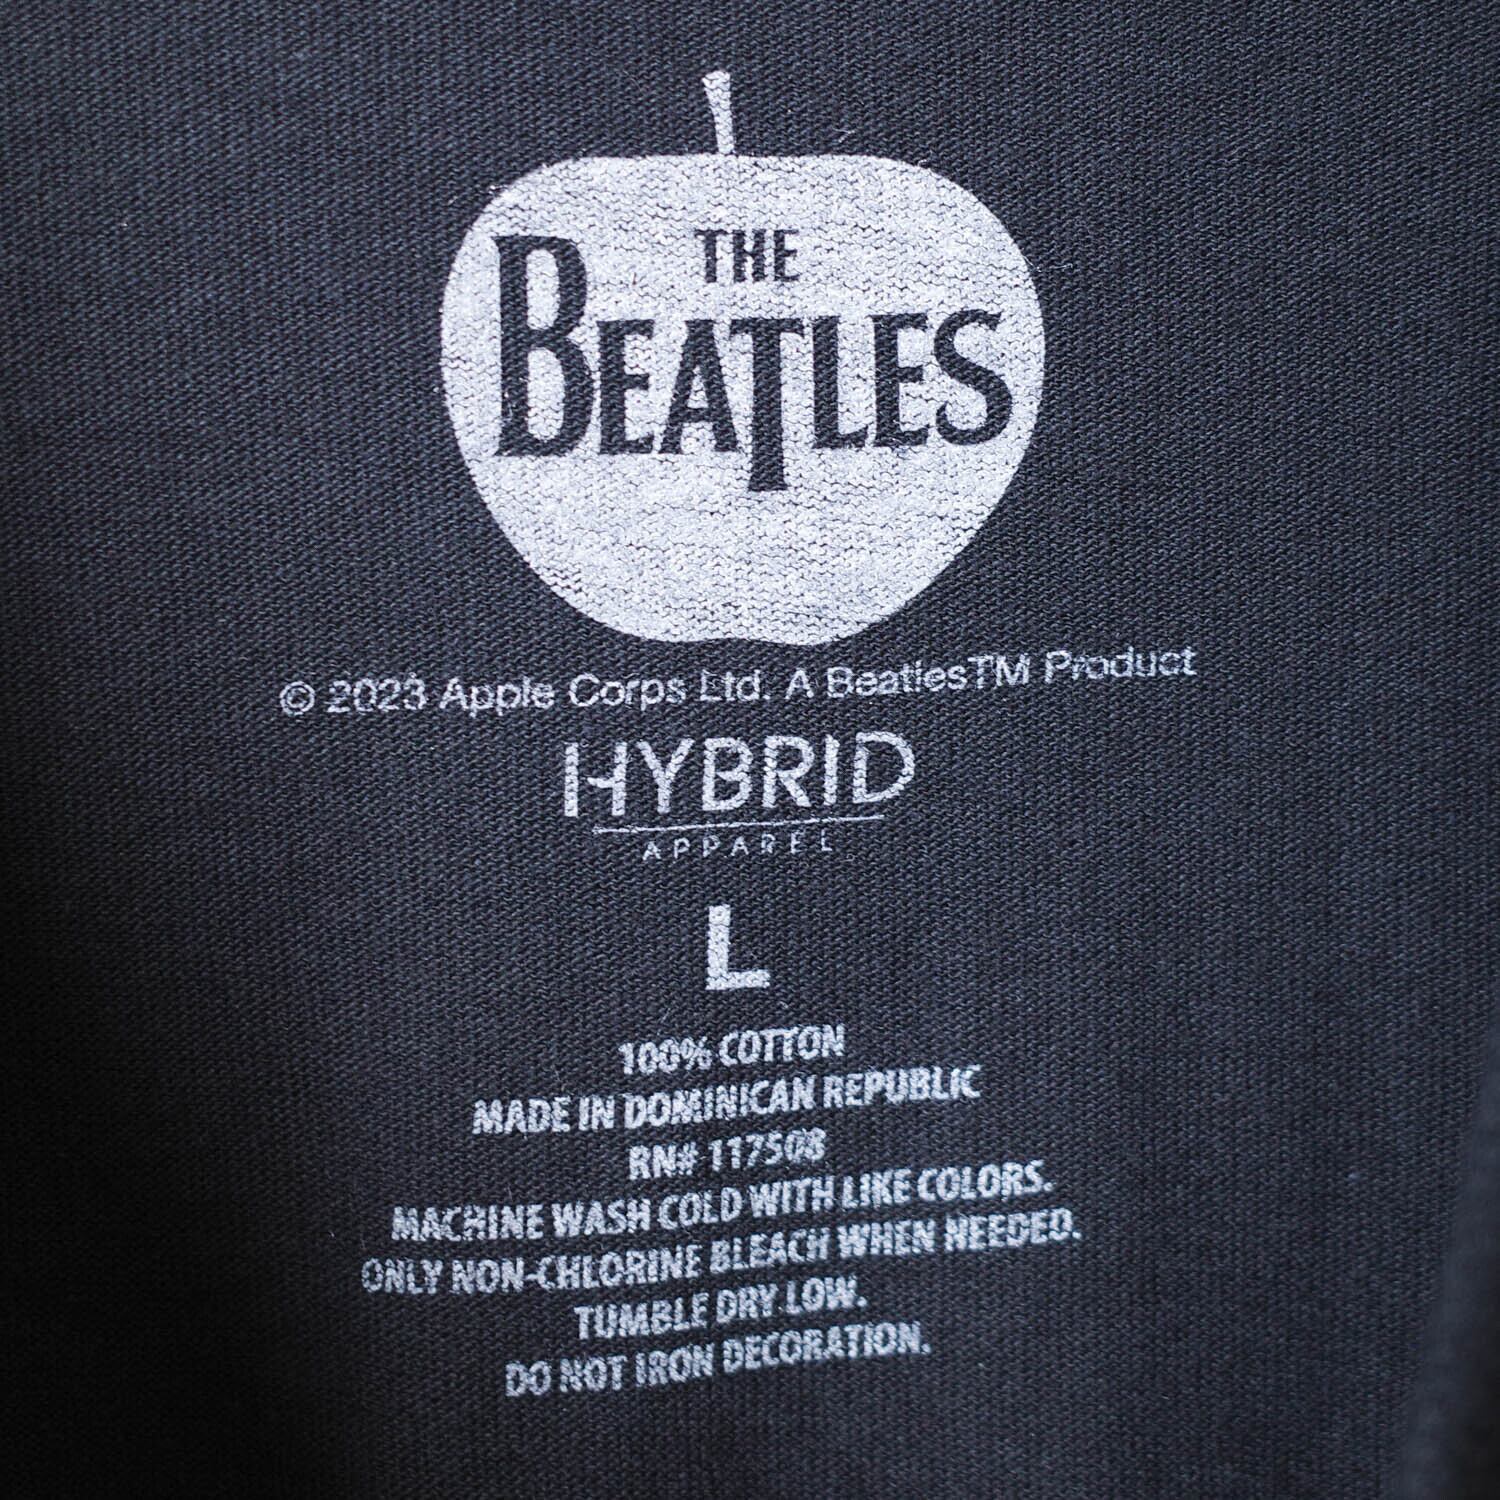 THE
BEATLES
© 2023 Apple Corps Ltd. A BeatlesTM Product
HYBRID
APPAREL
L
100% COTTON
MADE IN DOMINICAN REPUBLIC
RN# 117508
MACHINE WASH COLD WITH LIKE COLORS.
ONLY NON-CHLORINE BLEACH WHEN NEEDED.
TUMBLE DRY LOW.
DO NOT IRON DECORATION.